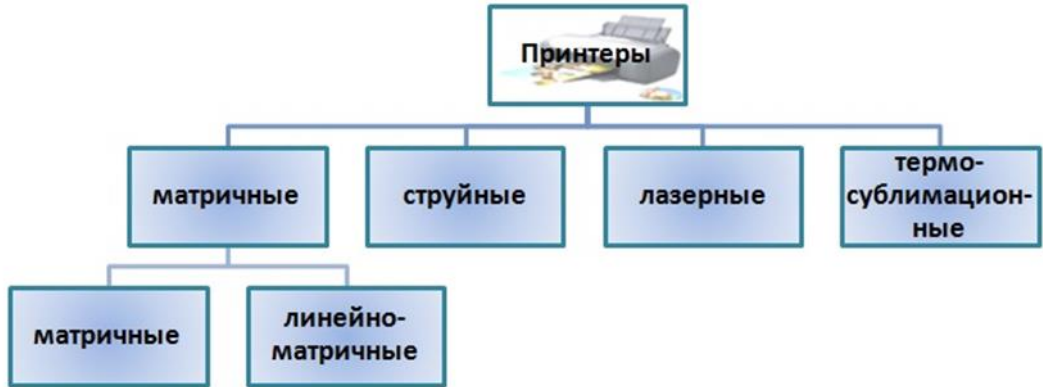 Принтеры
матричные
струйные
лазерные
термо-
сублимацион-
ные
матричные
линейно-
матричные